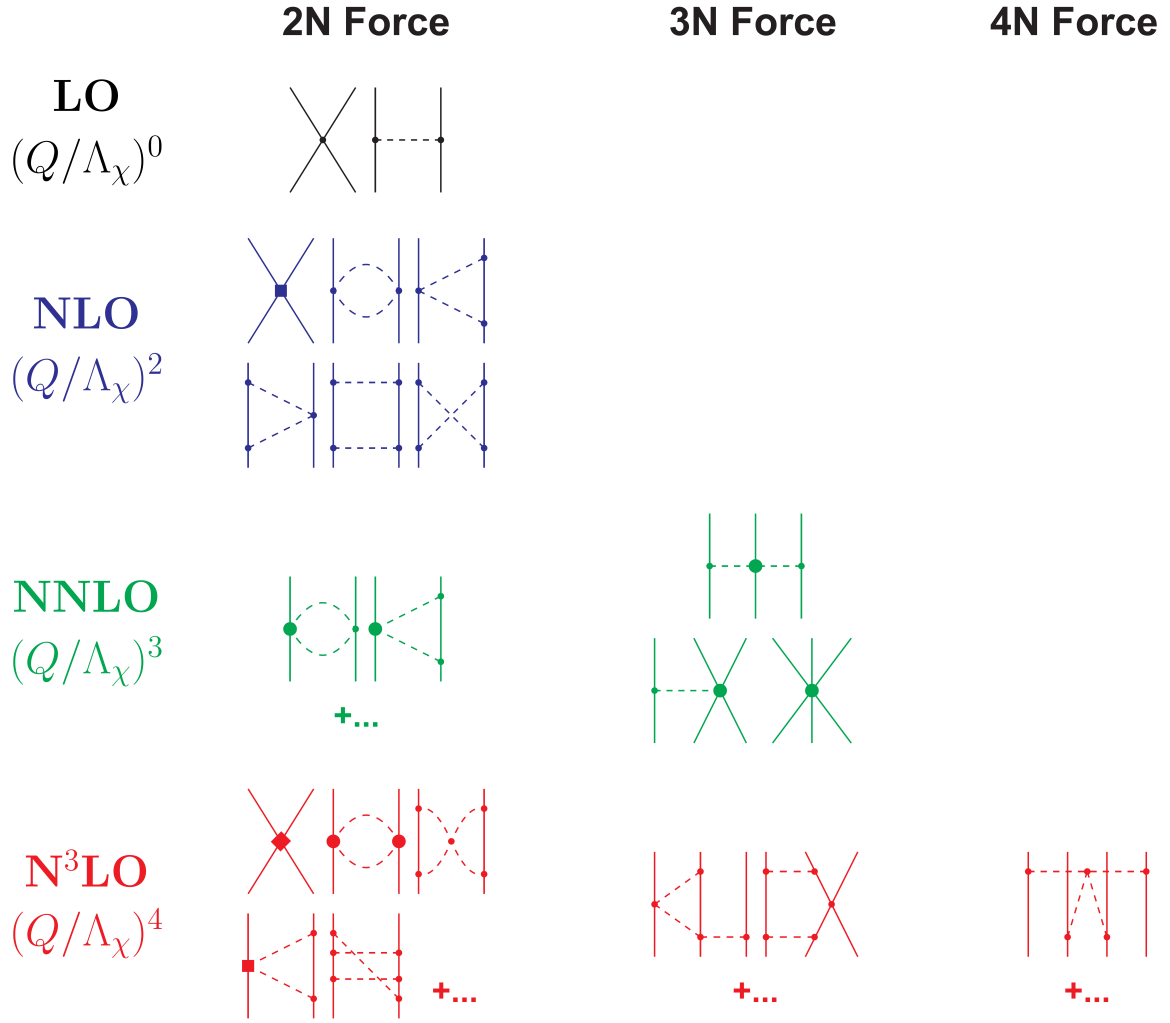 2N Force 3N Force 4N Force
LO
(Q/Λχ)⁰
NLO
(Q/Λχ)²
NNLO
(Q/Λχ)³
+...
N³LO
(Q/Λχ)⁴
+... +... +...